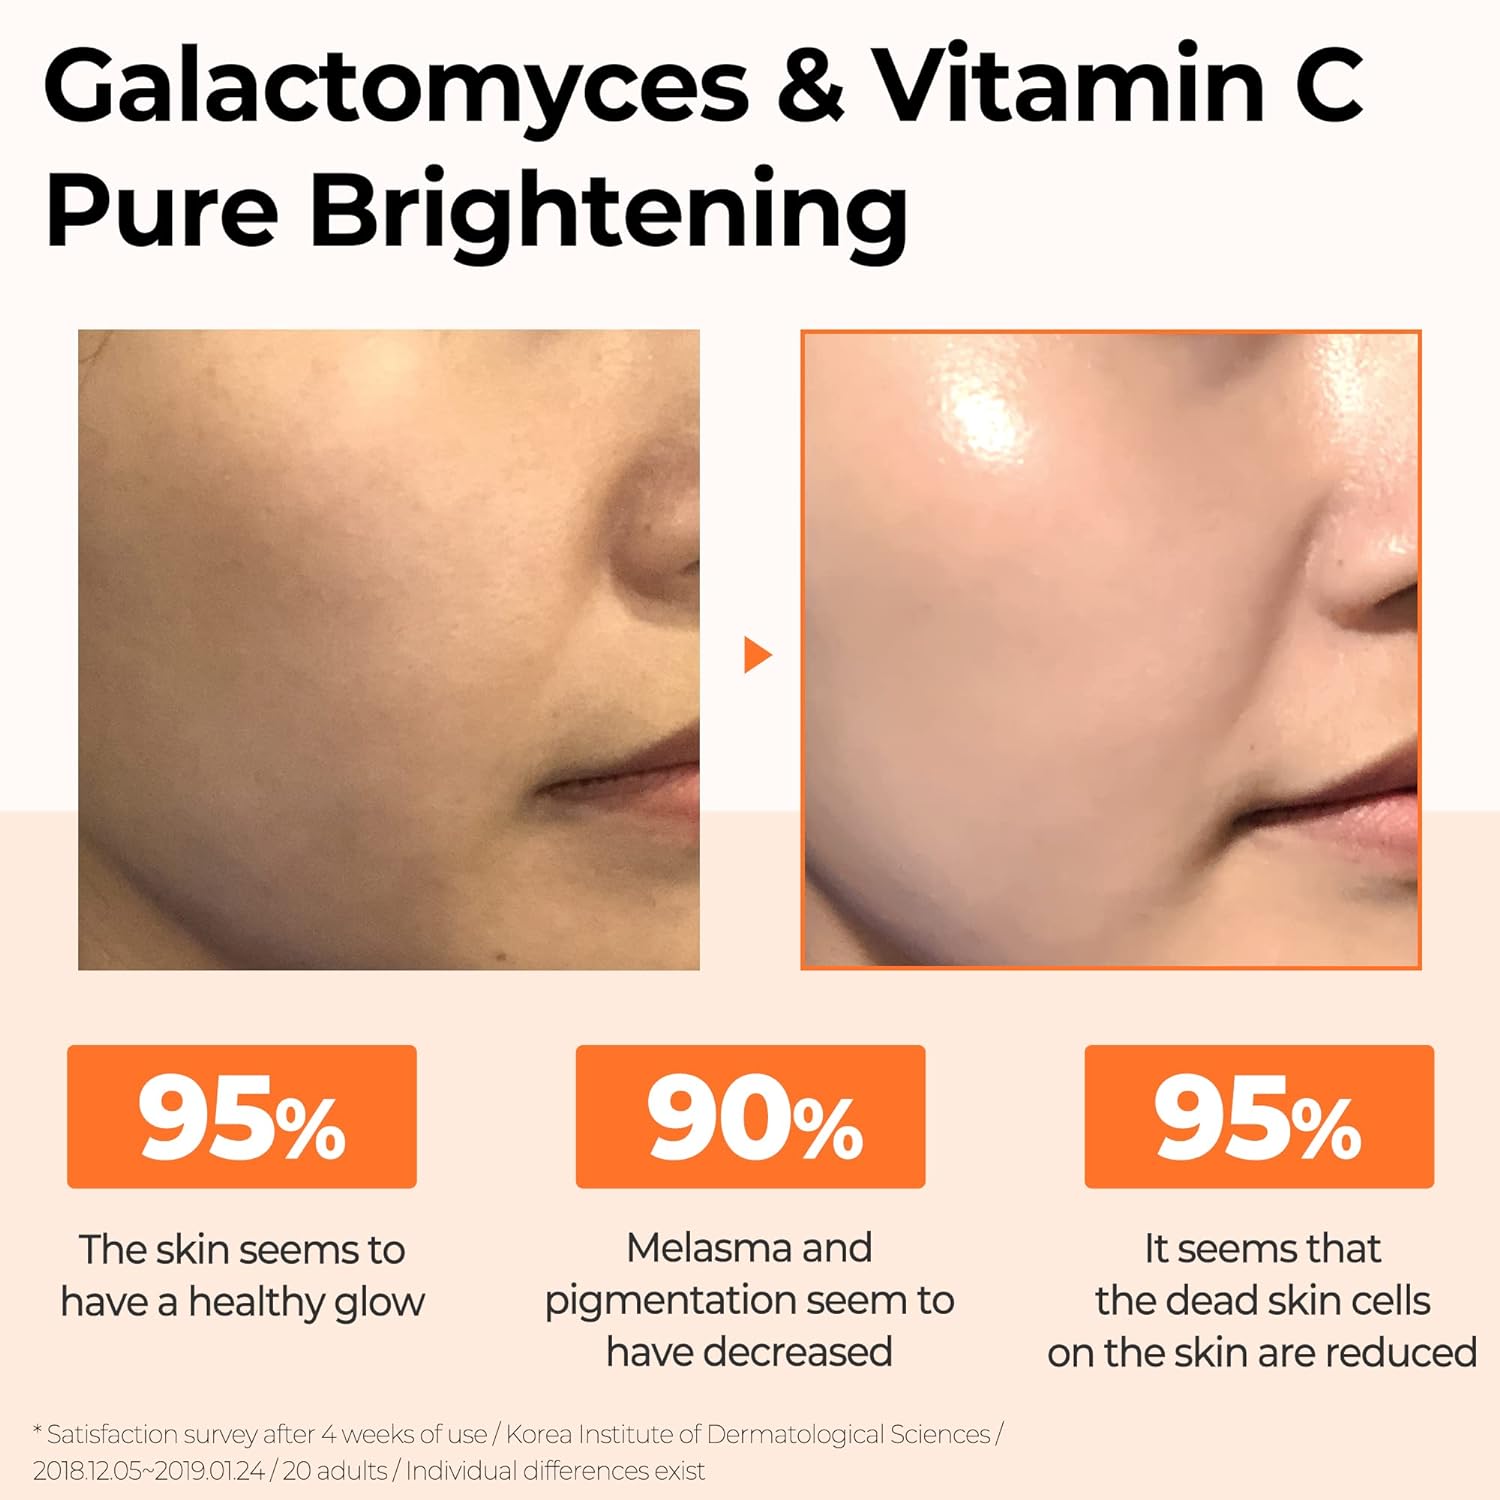 Galactomyces & Vitamin C
Pure Brightening
95%
The skin seems to
have a healthy glow
90%
Melasma and
pigmentation seem to
have decreased
95%
It seems that
the dead skin cells
on the skin are reduced
* Satisfaction survey after 4 weeks of use / Korea Institute of Dermatological Sciences /
2018.12.05~2019.01.24 / 20 adults / Individual differences exist